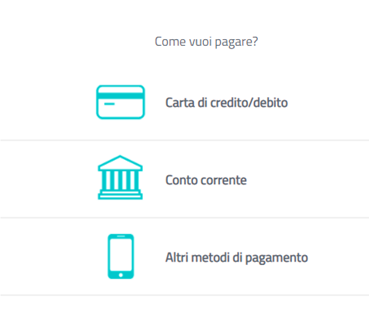 Come vuoi pagare?
Carta di credito/debito
Conto corrente
Altri metodi di pagamento